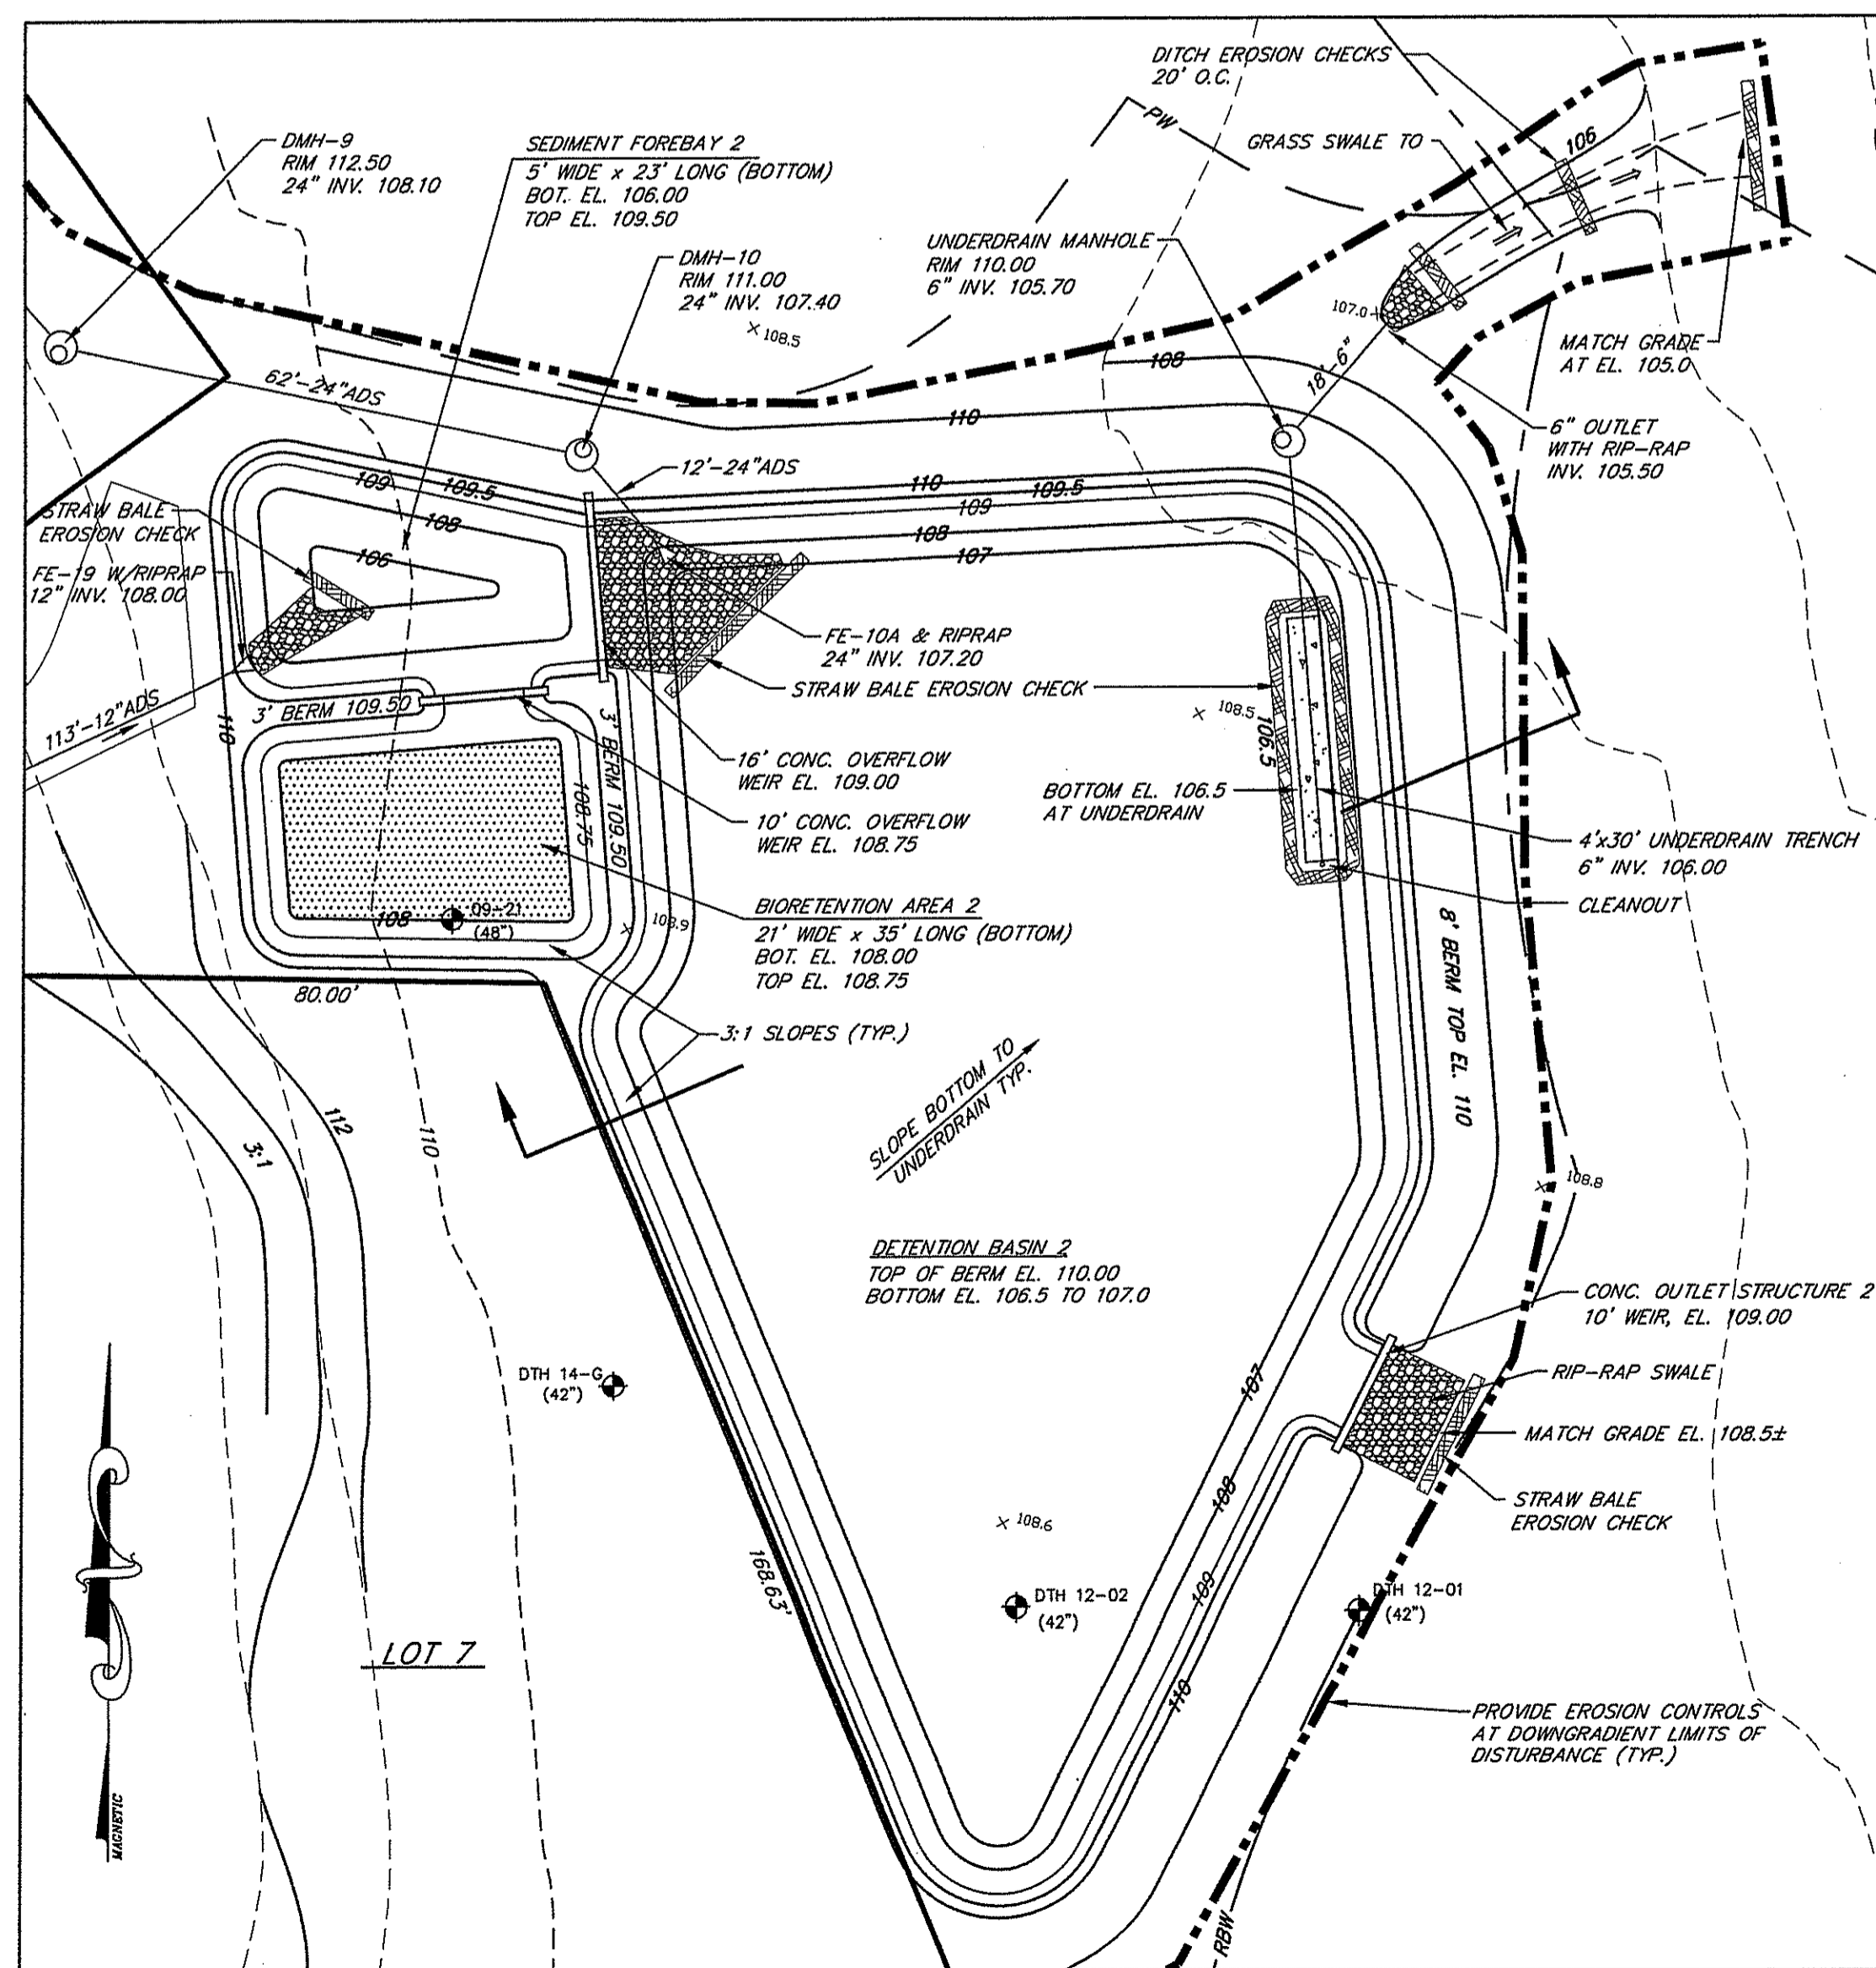 DITCH EROSION CHECKS
20' O.C.
PW
DMH-9
RIM 112.50
24" INV. 108.10
SEDIMENT FOREBAY 2
5' WIDE x 23' LONG (BOTTOM)
BOT. EL. 106.00
TOP EL. 109.50
GRASS SWALE TO
106
DMH-10
RIM 111.00
24" INV. 107.40
108.5
UNDERDRAIN MANHOLE
RIM 110.00
6" INV. 105.70
107.0
MATCH GRADE
AT EL. 105.0
62'-24"ADS
108
18'-6"
110
6" OUTLET
WITH RIP-RAP
INV. 105.50
12'-24"ADS
109
109.5
110
109.5
109
108
108
107
106
STRAW BALE
EROSION CHECK
FE-19 W/RIPRAP
12" INV. 108.00
FE-10A & RIPRAP
24" INV. 107.20
STRAW BALE EROSION CHECK
113'-12"ADS
110
3' BERM 109.50
3' BERM 109.50
108.75
108.5
106.5
16' CONC. OVERFLOW
WEIR EL. 109.00
BOTTOM EL. 106.5
AT UNDERDRAIN
10' CONC. OVERFLOW
WEIR EL. 108.75
4'x30' UNDERDRAIN TRENCH
6" INV. 106.00
CLEANOUT
BIORETENTION AREA 2
21' WIDE x 35' LONG (BOTTOM)
BOT. EL. 108.00
TOP EL. 108.75
108
09-21
(48")
108.9
8' BERM TOP EL. 110
80.00'
3:1 SLOPES (TYP.)
SLOPE BOTTOM TO
UNDERDRAIN TYP.
3:1
112
110
108.8
DETENTION BASIN 2
TOP OF BERM EL. 110.00
BOTTOM EL. 106.5 TO 107.0
CONC. OUTLET STRUCTURE 2
10' WEIR, EL. 109.00
RIP-RAP SWALE
DTH 14-G
(42")
107
MATCH GRADE EL. 108.5±
108
STRAW BALE
EROSION CHECK
108.6
109
168.63'
DTH 12-02
(42")
DTH 12-01
(42")
LOT 7
110
PROVIDE EROSION CONTROLS
AT DOWNGRADIENT LIMITS OF
DISTURBANCE (TYP.)
MAGNETIC
RBW